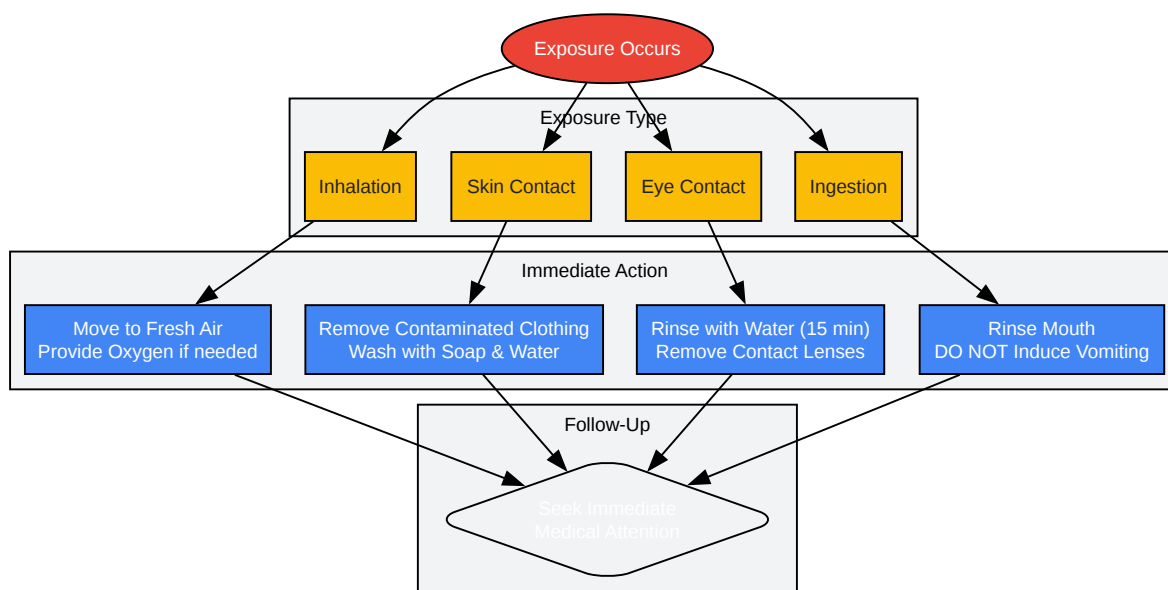 Exposure Occurs
Exposure Type
Inhalation
Skin Contact
Eye Contact
Ingestion
Immediate Action
Move to Fresh Air
Provide Oxygen if needed
Remove Contaminated Clothing
Wash with Soap & Water
Rinse with Water (15 min)
Remove Contact Lenses
Rinse Mouth
DO NOT Induce Vomiting
Follow-Up
Seek Immediate
Medical Attention